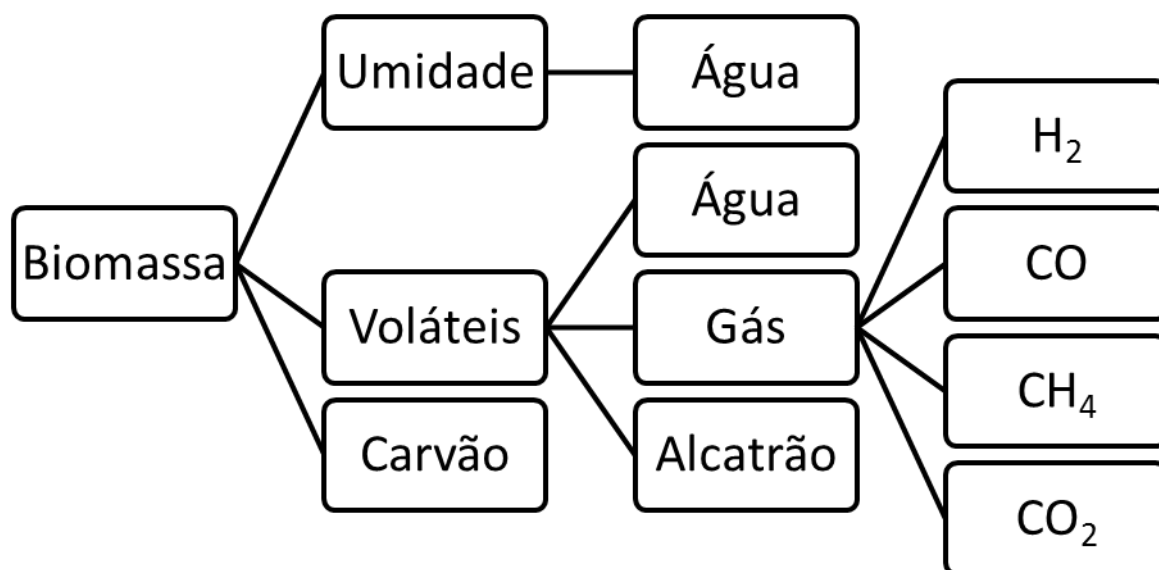 Biomassa
Umidade
Voláteis
Carvão
Água
Água
Gás
Alcatrão
H₂
CO
CH₄
CO₂